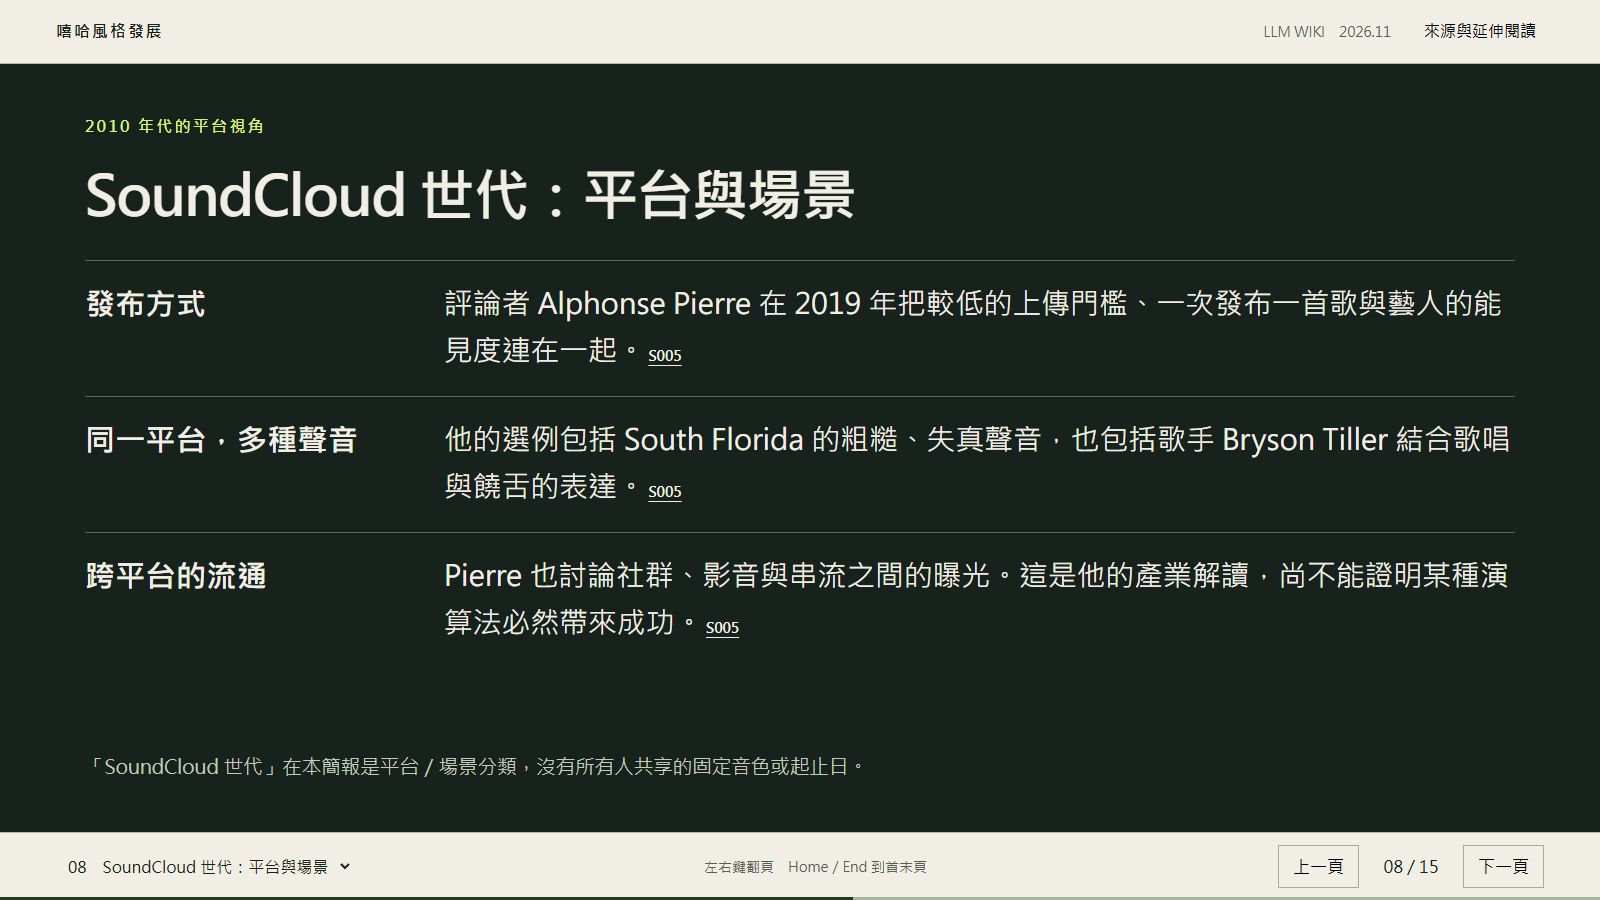 嘻哈風格發展
LLM WIKI 2026.11 來源與延伸閱讀
2010 年代的平台視角
SoundCloud 世代：平台與場景
發布方式
評論者 Alphonse Pierre 在 2019 年把較低的上傳門檻、一次發布一首歌與藝人的能
見度連在一起。 S005
同一平台，多種聲音
他的選例包括 South Florida 的粗糙、失真聲音，也包括歌手 Bryson Tiller 結合歌唱
與饒舌的表達。 S005
跨平台的流通
Pierre 也討論社群、影音與串流之間的曝光。這是他的產業解讀，尚不能證明某種演
算法必然帶來成功。 S005
「SoundCloud 世代」在本簡報是平台 / 場景分類，沒有所有人共享的固定音色或起止日。
08 SoundCloud 世代：平台與場景
左右鍵翻頁 Home / End 到首末頁
上一頁 08 / 15 下一頁